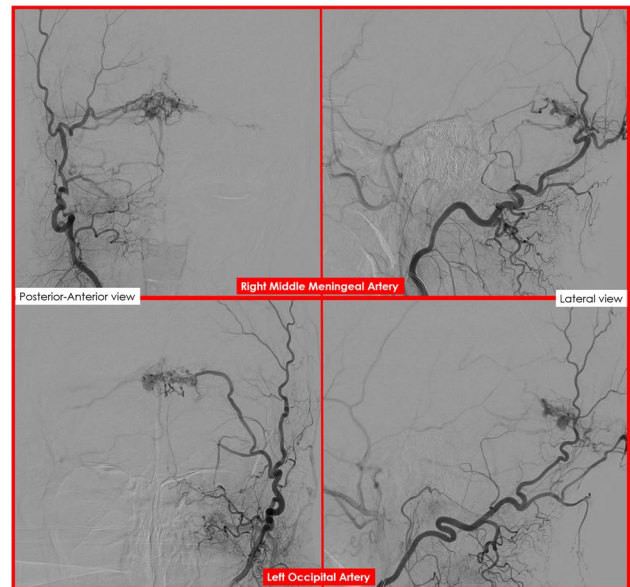 Right Middle Meningeal Artery
Posterior-Anterior view
Lateral view
Left Occipital Artery